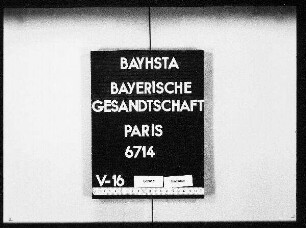 BAYHSTA
BAYERISCHE
GESANDTSCHAFT
PARIS
6714
V-16